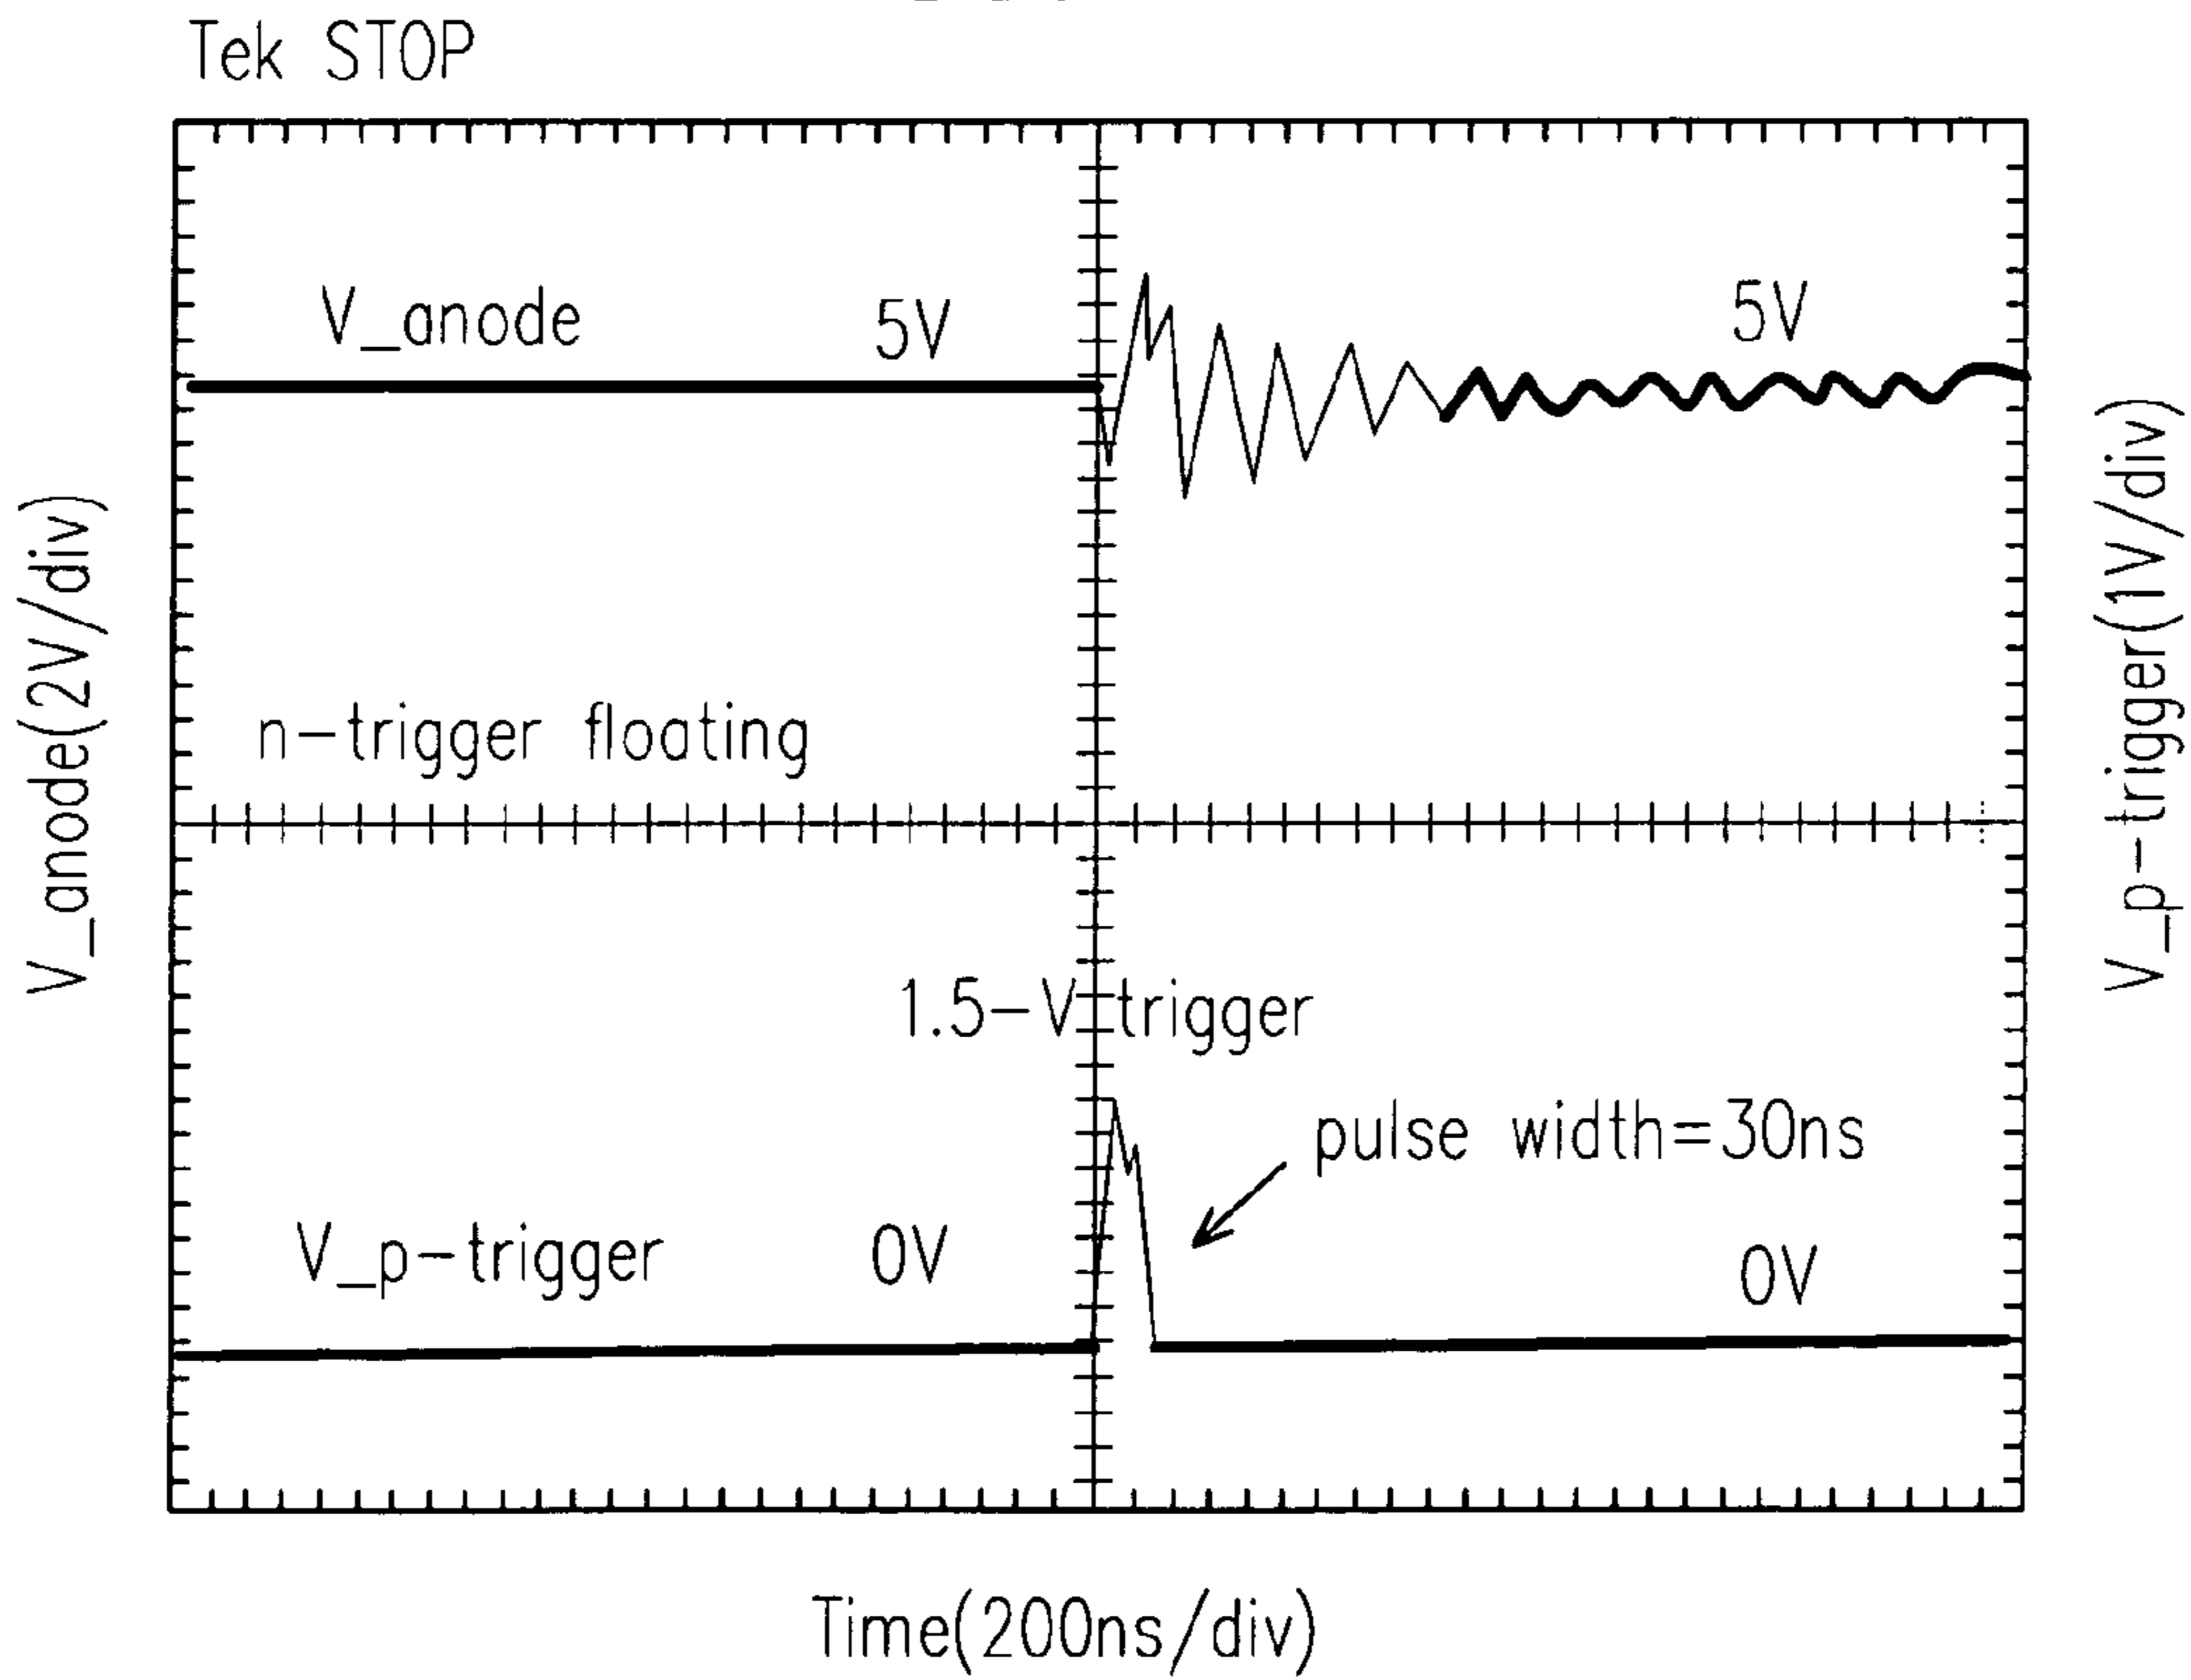 Tek STOP
V_anode 5V
5V
V_anode(2V/div)
V_p-trigger(1V/div)
n-trigger floating
1.5-V trigger
pulse width=30ns
V_p-trigger 0V
0V
Time(200ns/div)